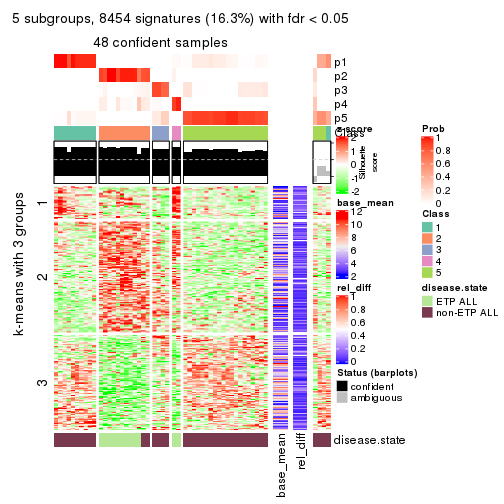 5 subgroups, 8454 signatures (16.3%) with fdr < 0.05
48 confident samples
p1
p2
p3
p4
p5
Class
Silhouette
score
k-means with 3 groups
1
2
3
disease.state
base_mean
rel_diff
z-score
2
1
0
-1
-2
base_mean
12
10
8
6
4
2
rel_diff
1
0.8
0.6
0.4
0.2
0
Status (barplots)
confident
ambiguous
Prob
1
0.8
0.6
0.4
0.2
0
Class
1
2
3
4
5
disease.state
ETP ALL
non-ETP ALL